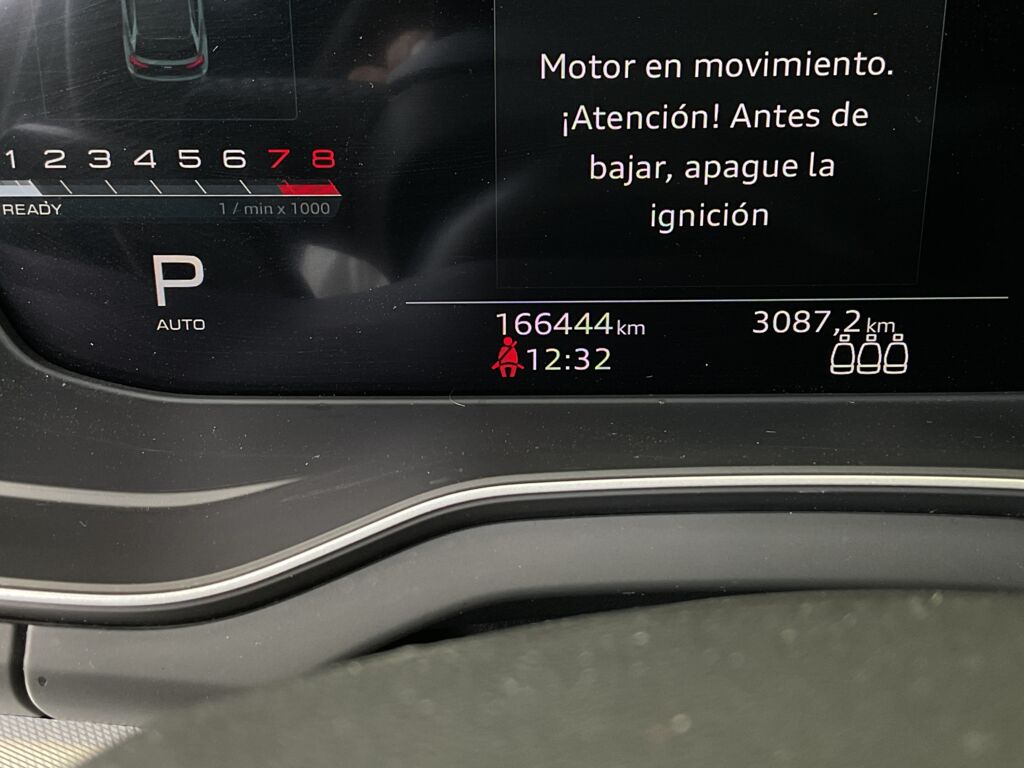 Motor en movimiento.
¡Atención! Antes de
bajar, apague la
ignición
1 2 3 4 5 6 7 8
READY 1 / min x 1000
P
AUTO
166444 km 3087,2 km
12:32